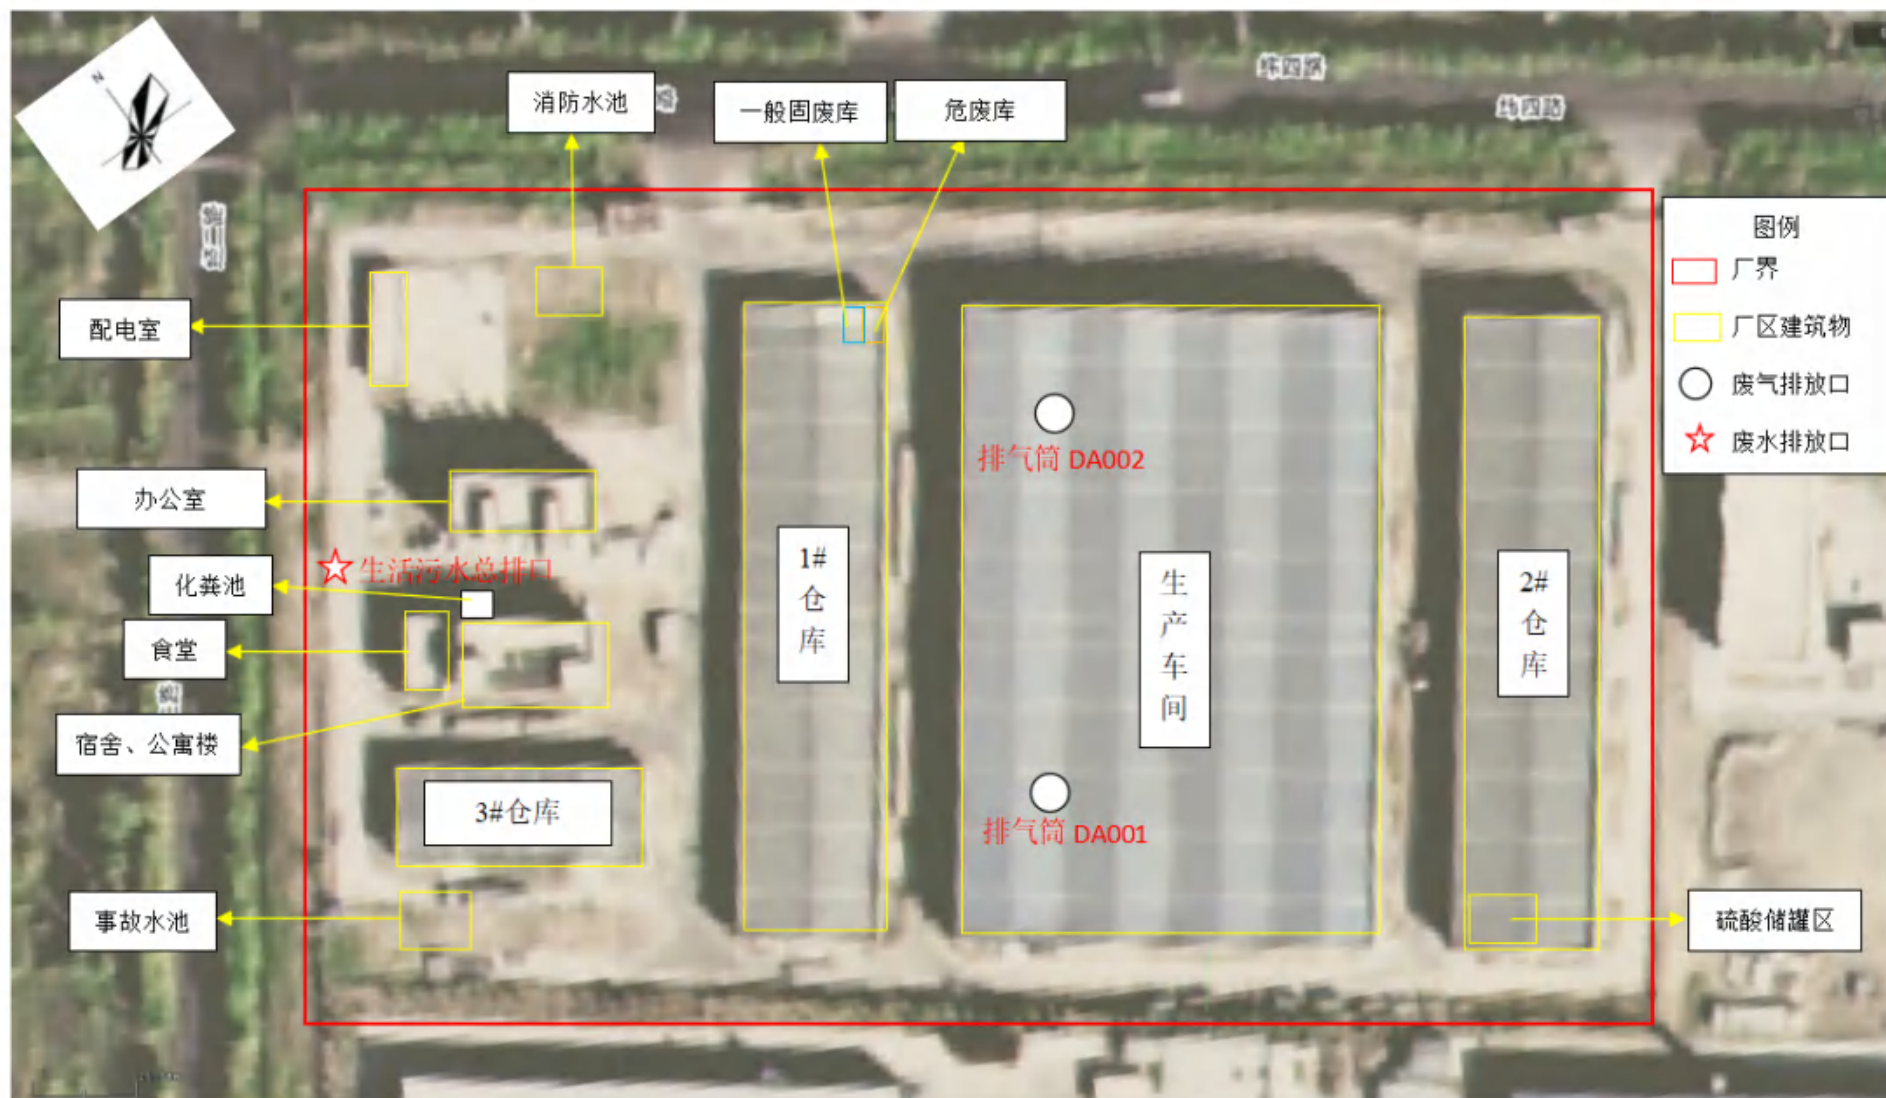 N
消防水池
一般固废库
危废库
纬四路
纬四路
图例
厂界
厂区建筑物
废气排放口
废水排放口
配电室
办公室
生活污水总排口
化粪池
食堂
宿舍、公寓楼
3#仓库
事故水池
1#
仓
库
排气筒 DA002
生
产
车
间
排气筒 DA001
2#
仓
库
硫酸储罐区